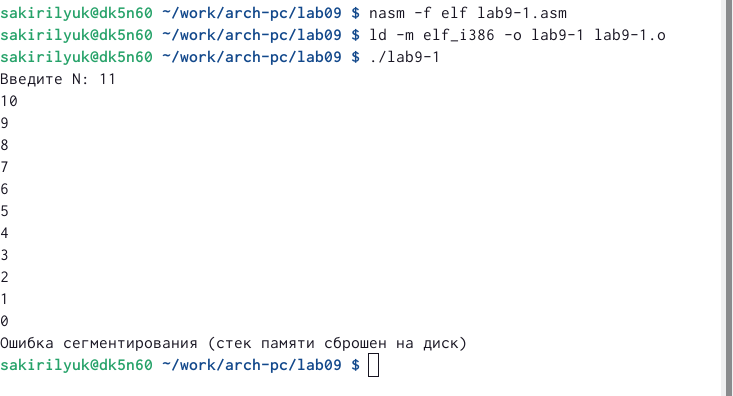 sakirilyuk@dk5n60 ~/work/arch-pc/lab09 $ nasm -f elf lab9-1.asm
sakirilyuk@dk5n60 ~/work/arch-pc/lab09 $ ld -m elf_i386 -o lab9-1 lab9-1.o
sakirilyuk@dk5n60 ~/work/arch-pc/lab09 $ ./lab9-1
Введите N: 11
10
9
8
7
6
5
4
3
2
1
0
Ошибка сегментирования (стек памяти сброшен на диск)
sakirilyuk@dk5n60 ~/work/arch-pc/lab09 $